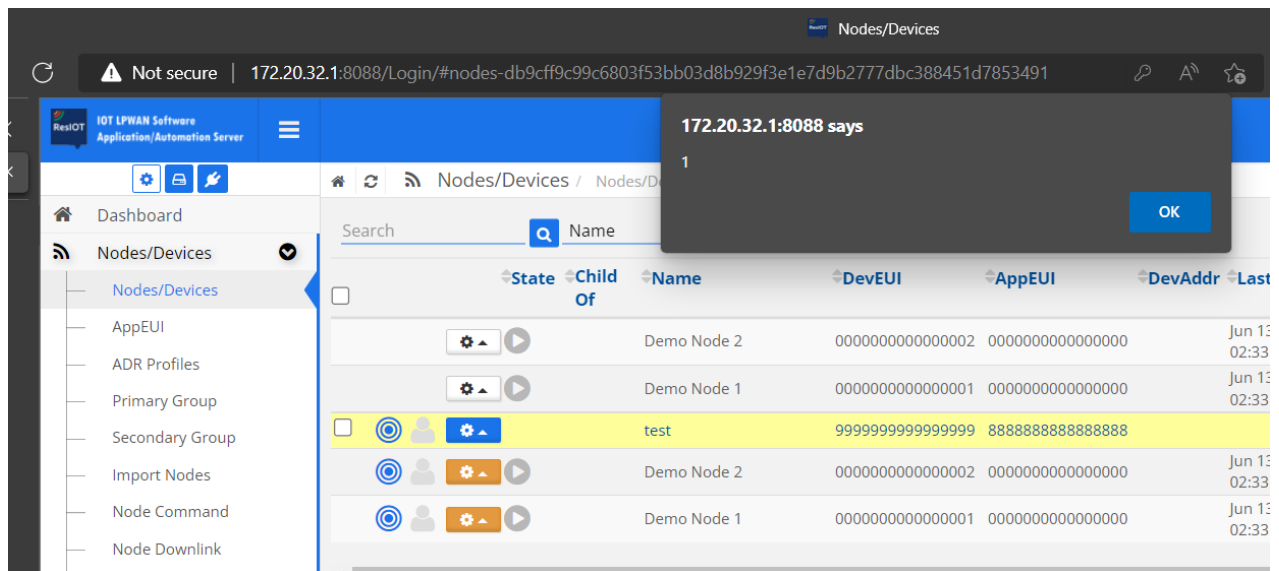 Nodes/Devices
Not secure | 172.20.32.1:8088/Login/#nodes-db9cff9c99c6803f53bb03d8b929f3e1e7d9b2777dbc388451d7853491
172.20.32.1:8088 says
1
OK
ResIOT
IOT LPWAN Software
Application/Automation Server
Nodes/Devices / Nodes/D
Dashboard
Nodes/Devices
Nodes/Devices
AppEUI
ADR Profiles
Primary Group
Secondary Group
Import Nodes
Node Command
Node Downlink
Search Name
State Child Of Name DevEUI AppEUI DevAddr Last
Demo Node 2 0000000000000002 0000000000000000 Jun 13
02:33
Demo Node 1 0000000000000001 0000000000000000 Jun 13
02:33
test 9999999999999999 8888888888888888
Demo Node 2 0000000000000002 0000000000000000 Jun 13
02:33
Demo Node 1 0000000000000001 0000000000000000 Jun 13
02:33